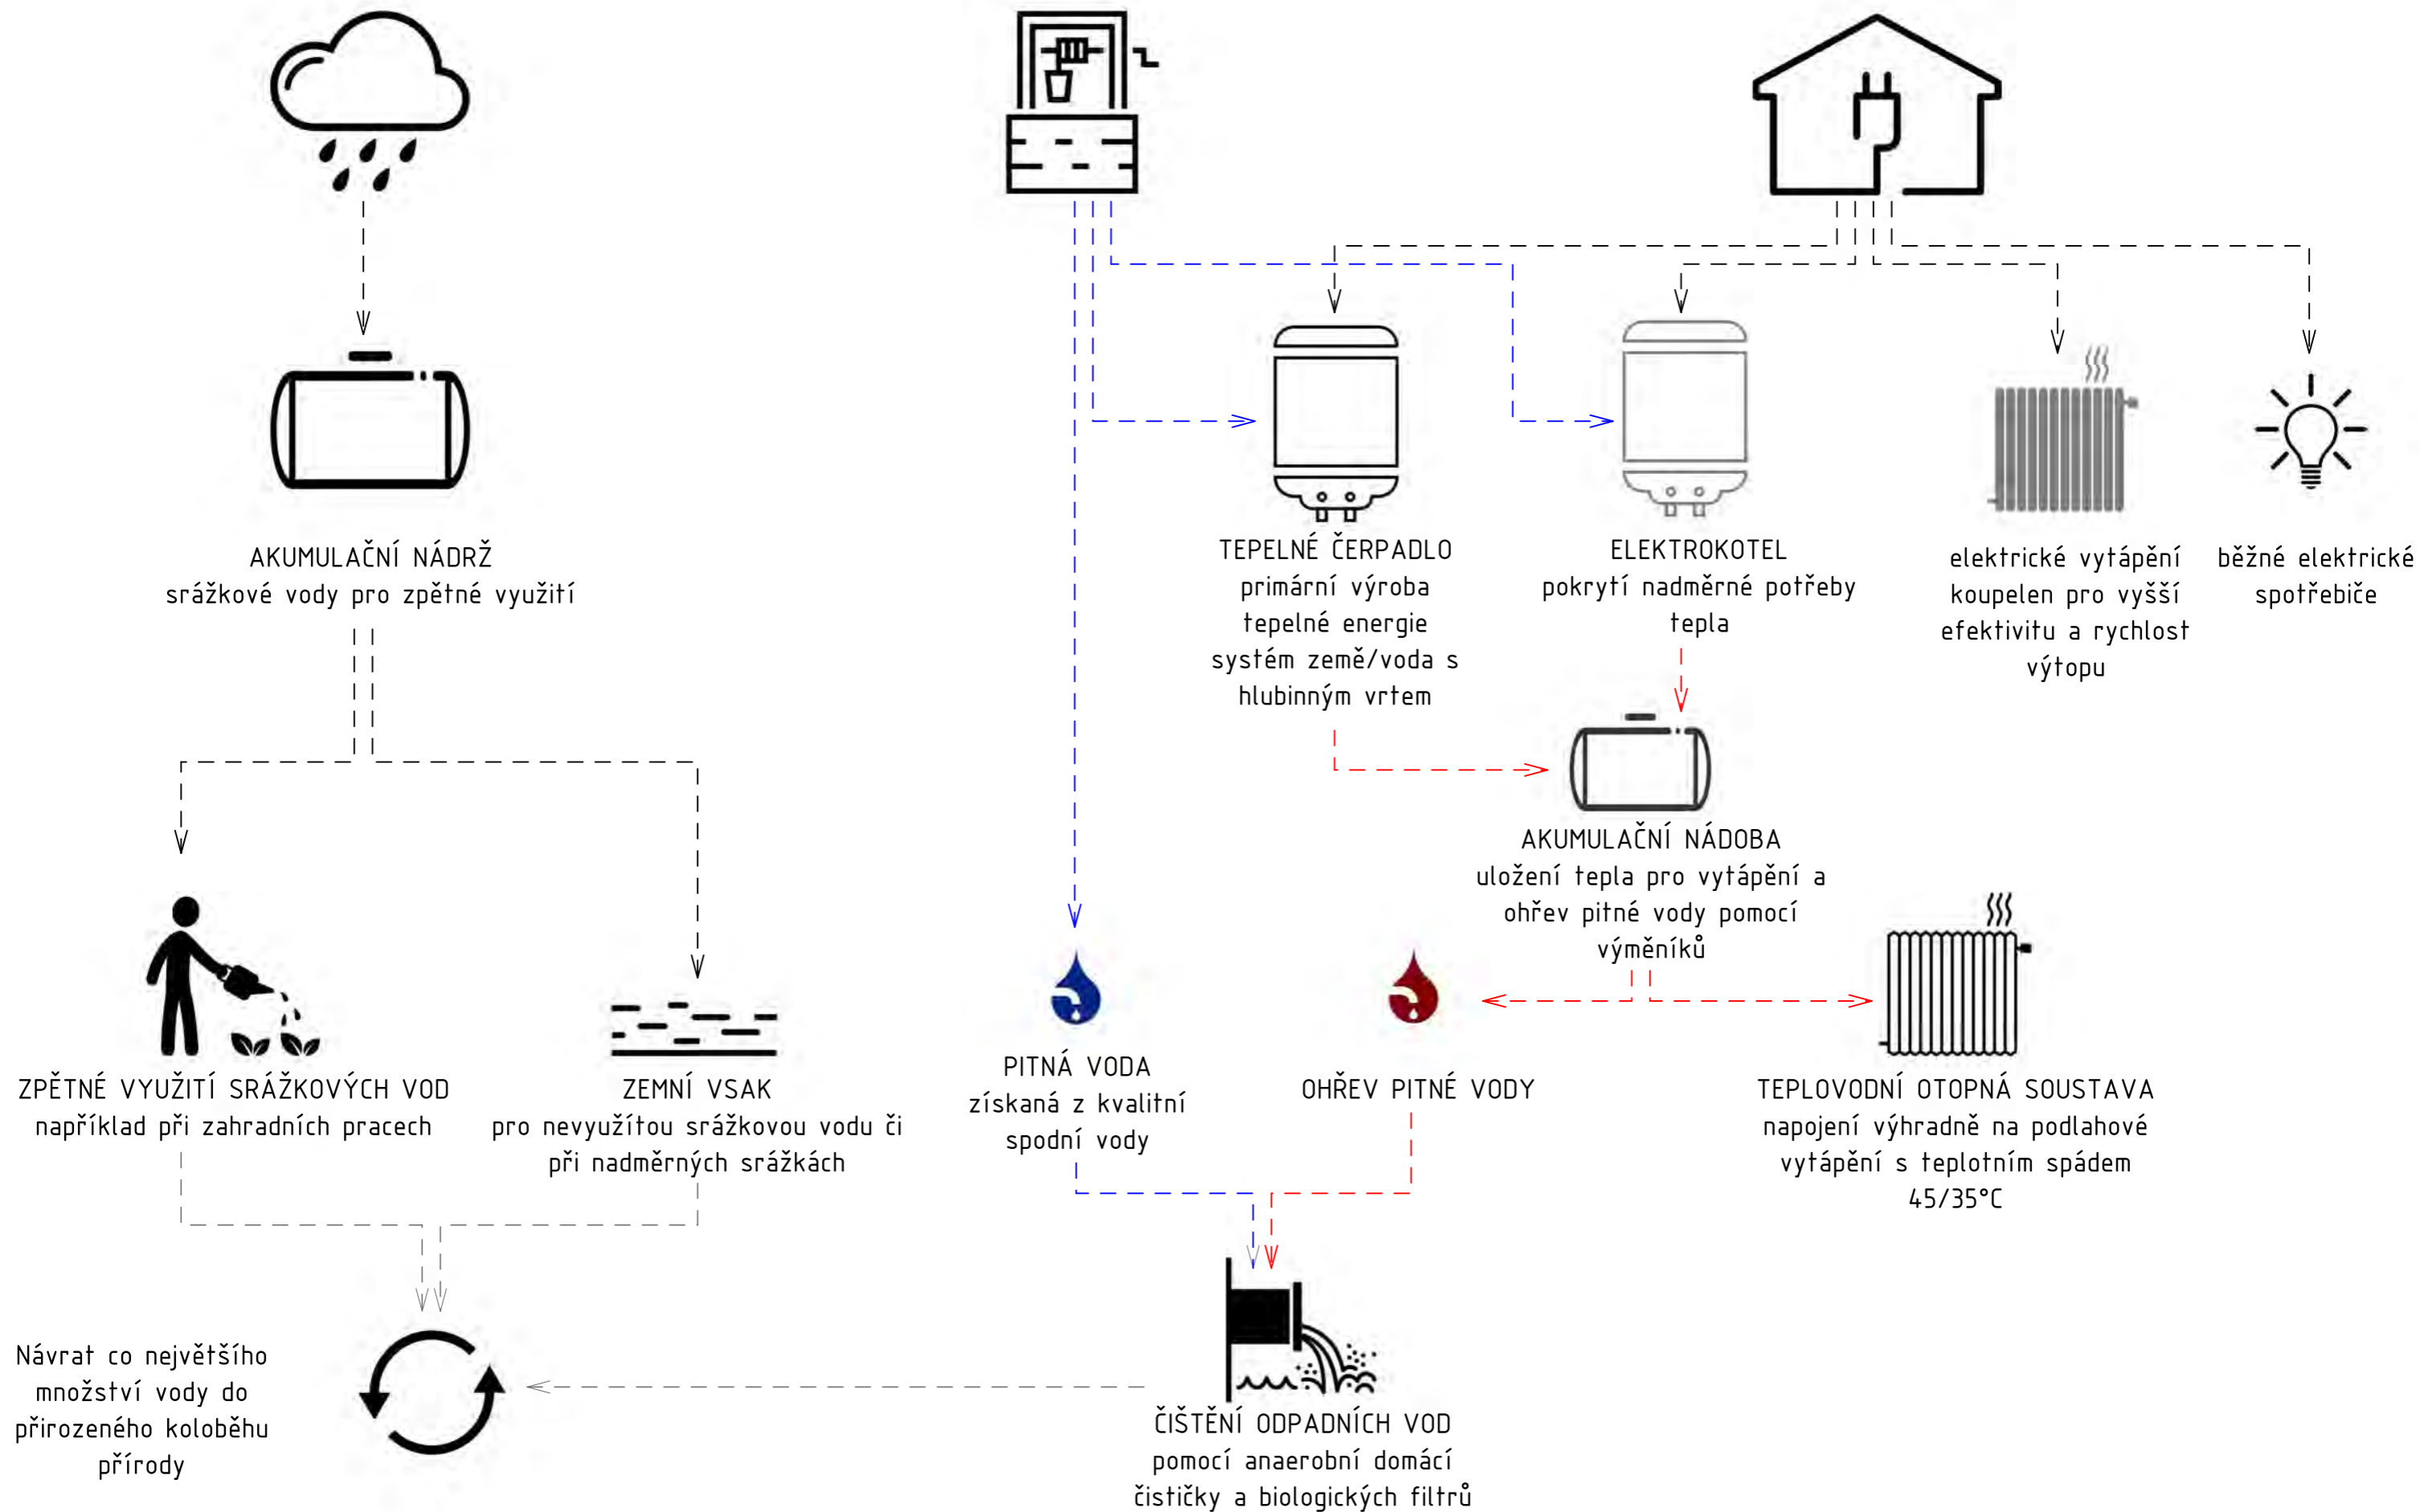 AKUMULAČNÍ NÁDRŽ
srážkové vody pro zpětné využití
TEPELNÉ ČERPADLO
primární výroba
tepelné energie
systém země/voda s
hlubinným vrtem
ELEKTROKOTEL
pokrytí nadměrné potřeby
tepla
elektrické vytápění
koupelen pro vyšší
efektivitu a rychlost
výtopu
běžné elektrické
spotřebiče
AKUMULAČNÍ NÁDOBA
uložení tepla pro vytápění a
ohřev pitné vody pomocí
výměníků
ZPĚTNÉ VYUŽITÍ SRÁŽKOVÝCH VOD
například při zahradních pracech
ZEMNÍ VSAK
pro nevyužítou srážkovou vodu či
při nadměrných srážkách
PITNÁ VODA
získaná z kvalitní
spodní vody
OHŘEV PITNÉ VODY
TEPLOVODNÍ OTOPNÁ SOUSTAVA
napojení výhradně na podlahové
vytápění s teplotním spádem
45/35°C
Návrat co největšího
množství vody do
přirozeného koloběhu
přírody
ČIŠTĚNÍ ODPADNÍCH VOD
pomocí anaerobní domácí
čističky a biologických filtrů